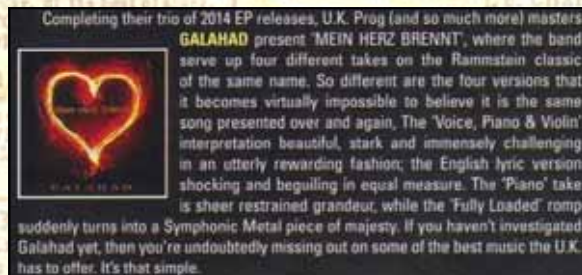 Completing their trio of 2014 EP releases, U.K. Prog (and so much more) masters
GALAHAD present 'MEIN HERZ BRENNT', where the band
serve up four different takes on the Rammstein classic
of the same name. So different are the four versions that
it becomes virtually impossible to believe it is the same
song presented over and again, The 'Voice, Piano & Violin'
interpretation beautiful, stark and immensely challenging
in an utterly rewarding fashion; the English lyric version
shocking and beguiling in equal measure. The 'Piano' take
is sheer restrained grandeur, while the 'Fully Loaded' romp
suddenly turns into a Symphonic Metal piece of majesty. If you haven't investigated
Galahad yet, then you're undoubtedly missing out on some of the best music the U.K.
has to offer. It's that simple.
GALAHAD